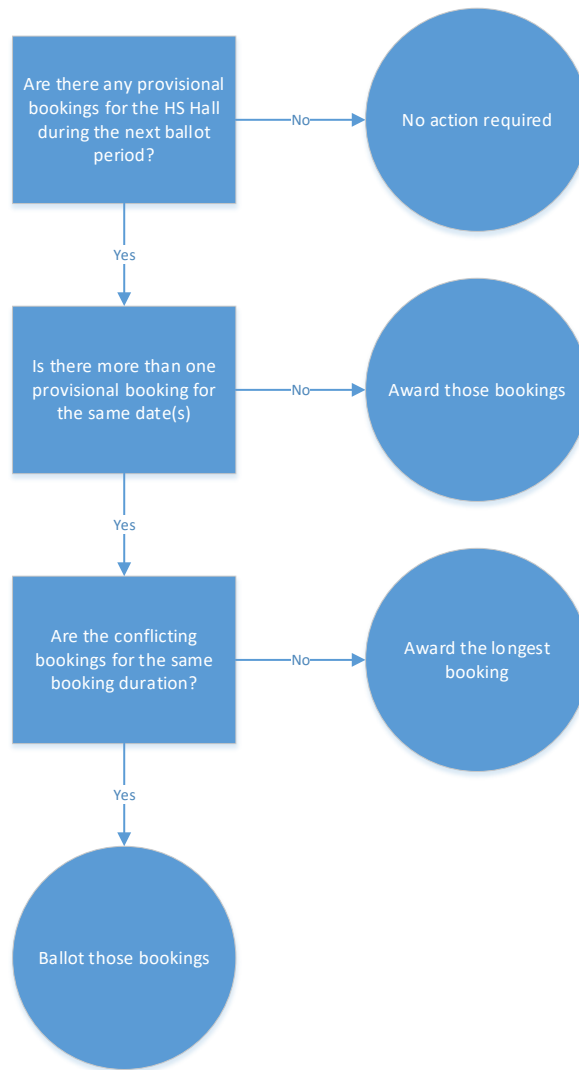 Are there any provisional
bookings for the HS Hall
during the next ballot
period?
No
No action required
Yes
Is there more than one
provisional booking for
the same date(s)
No
Award those bookings
Yes
Are the conflicting
bookings for the same
booking duration?
No
Award the longest
booking
Yes
Ballot those bookings